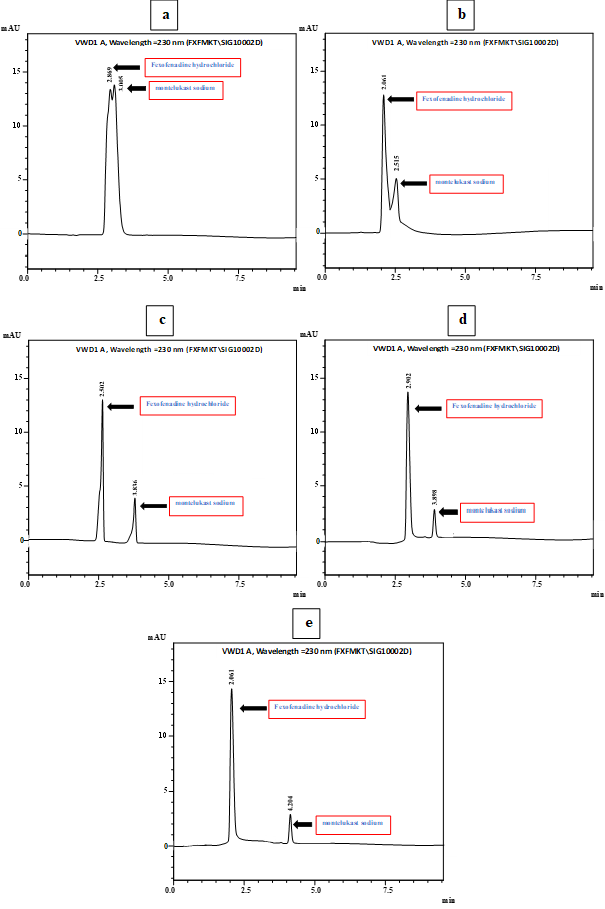 a
mAU
VWD1 A, Wavelength =230 nm (FXFMKT\SIG10002D)
15
10
5
0
2.869
3.005
Fexofenadine hydrochloride
montelukast sodium
0.0
2.5
5.0
7.5
min
b
mAU
VWD1 A, Wavelength =230 nm (FXFMKT\SIG10002D)
15
10
5
0
2.061
Fexofenadine hydrochloride
2.515
montelukast sodium
0.0
2.5
5.0
7.5
min
c
mAU
VWD1 A, Wavelength =230 nm (FXFMKT\SIG10002D)
15
10
5
0
2.502
Fexofenadine hydrochloride
3.836
montelukast sodium
0.0
2.5
5.0
7.5
min
d
mAU
VWD1 A, Wavelength =230 nm (FXFMKT\SIG10002D)
15
10
5
0
2.902
Fexofenadine hydrochloride
3.898
montelukast sodium
0.0
2.5
5.0
7.5
min
e
mAU
VWD1 A, Wavelength =230 nm (FXFMKT\SIG10002D)
15
10
5
0
2.061
Fexofenadine hydrochloride
4.204
montelukast sodium
0.0
2.5
5.0
7.5
min